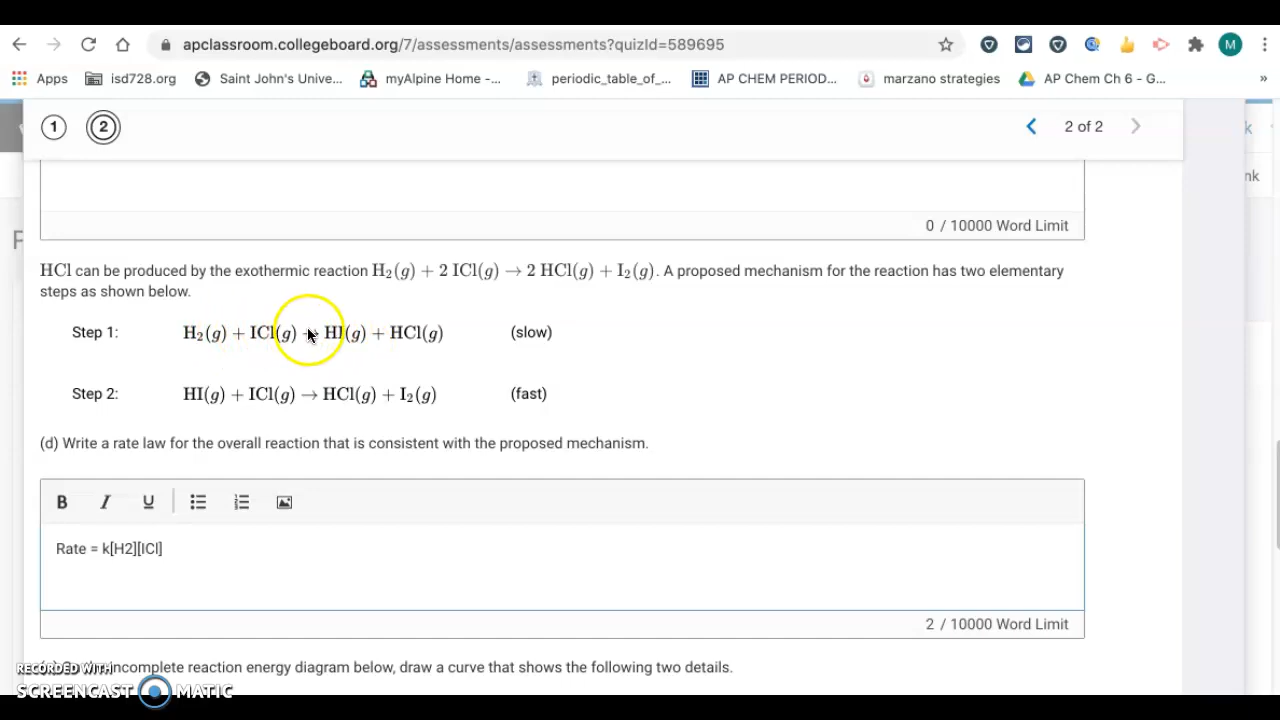 apclassroom.collegeboard.org/7/assessments/assessments?quizId=589695
M
Apps isd728.org Saint John's Unive... myAlpine Home -... periodic_table_of_... AP CHEM PERIOD... marzano strategies AP Chem Ch 6 - G... »
1 2 2 of 2
0 / 10000 Word Limit
HCl can be produced by the exothermic reaction H₂(g) + 2 ICl(g) → 2 HCl(g) + I₂(g). A proposed mechanism for the reaction has two elementary
steps as shown below.
Step 1: H₂(g) + ICl(g) → HI(g) + HCl(g) (slow)
Step 2: HI(g) + ICl(g) → HCl(g) + I₂(g) (fast)
(d) Write a rate law for the overall reaction that is consistent with the proposed mechanism.
B I U
Rate = k[H2][ICl]
2 / 10000 Word Limit
incomplete reaction energy diagram below, draw a curve that shows the following two details.
RECORDED WITH
SCREENCAST MATIC